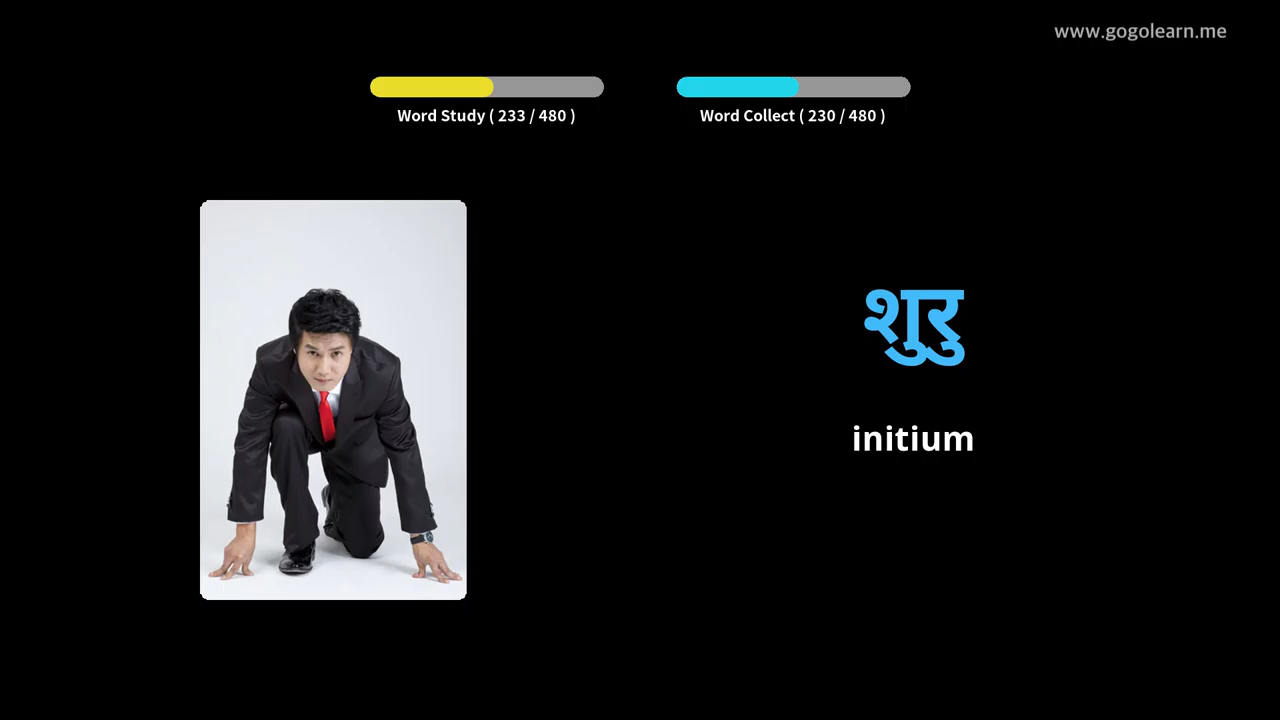 www.gogolearn.me
Word Study ( 233 / 480 )
Word Collect ( 230 / 480 )
शुरु
initium